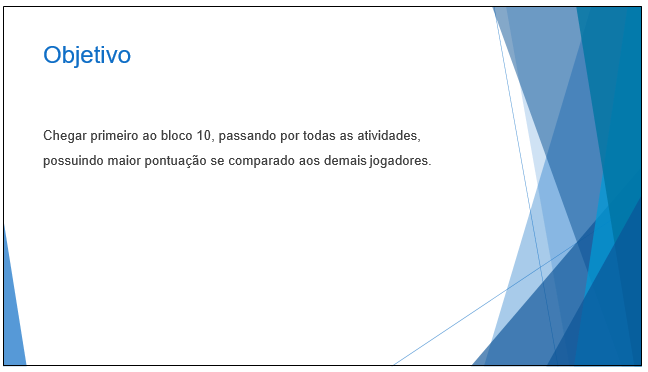 Objetivo
Chegar primeiro ao bloco 10, passando por todas as atividades,
possuindo maior pontuação se comparado aos demais jogadores.